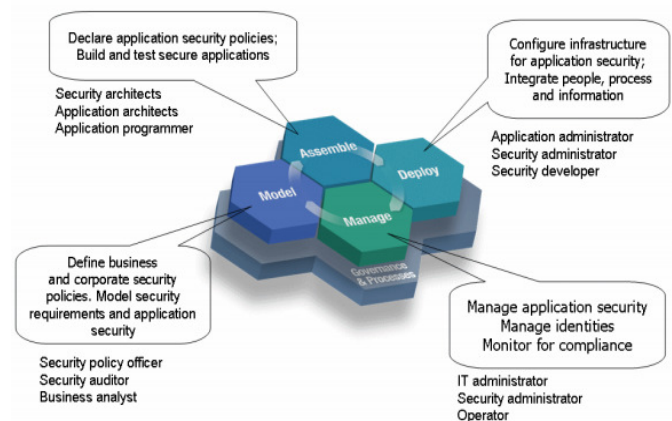 Declare application security policies;
Build and test secure applications
Security architects
Application architects
Application programmer
Configure infrastructure
for application security;
Integrate people, process
and information
Application administrator
Security administrator
Security developer
Assemble
Deploy
Model
Manage
Governance
& Processes
Define business
and corporate security
policies. Model security
requirements and application
security
Security policy officer
Security auditor
Business analyst
Manage application security
Manage identities
Monitor for compliance
IT administrator
Security administrator
Operator